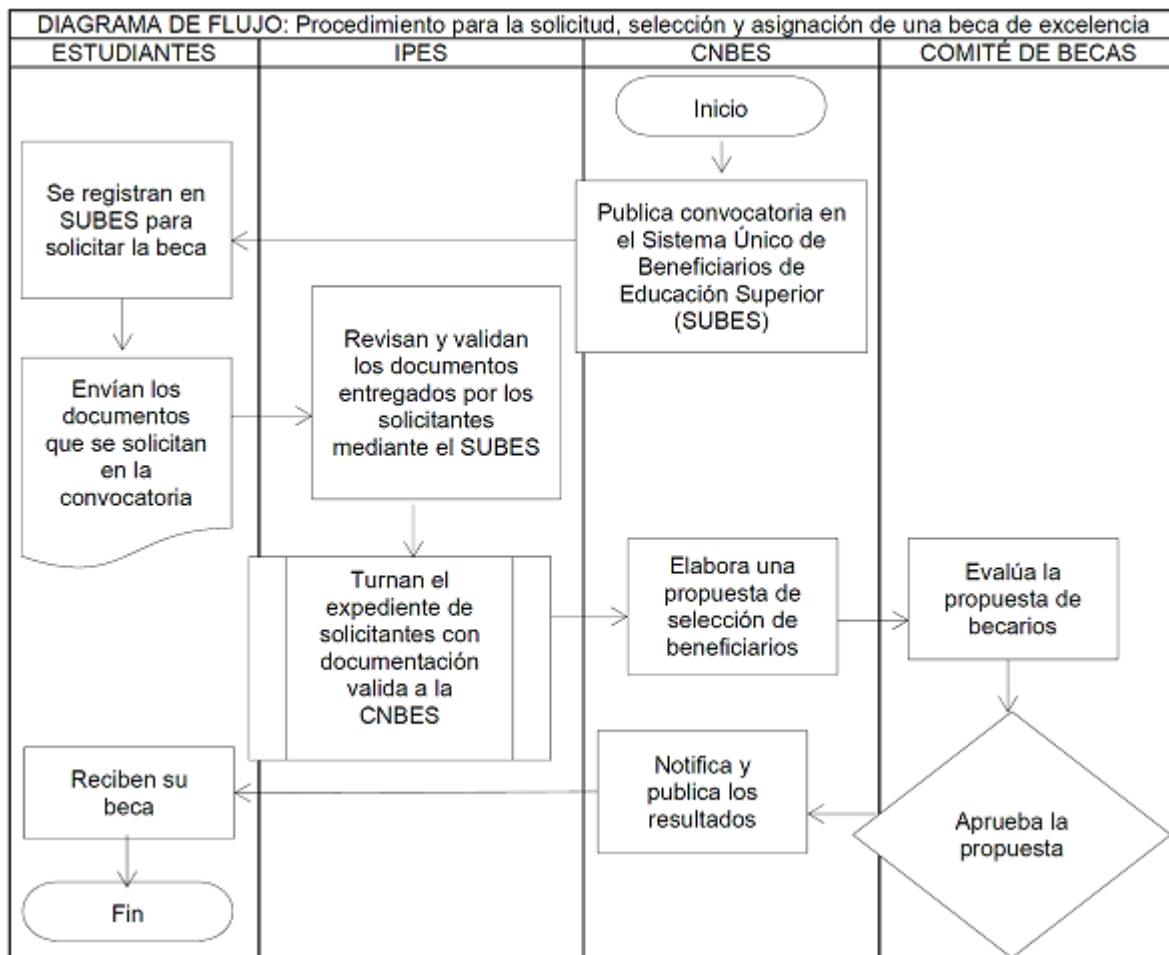 DIAGRAMA DE FLUJO: Procedimiento para la solicitud, selección y asignación de una beca de excelencia
ESTUDIANTES
IPES
CNBES
COMITÉ DE BECAS
Inicio
Publica convocatoria en
el Sistema Único de
Beneficiarios de
Educación Superior
(SUBES)
Se registran en
SUBES para
solicitar la beca
Envían los
documentos
que se solicitan
en la
convocatoria
Revisan y validan
los documentos
entregados por los
solicitantes
mediante el SUBES
Turnan el
expediente de
solicitantes con
documentación
valida a la
CNBES
Elabora una
propuesta de
selección de
beneficiarios
Evalúa la
propuesta de
becarios
Aprueba la
propuesta
Notifica y
publica los
resultados
Reciben su
beca
Fin